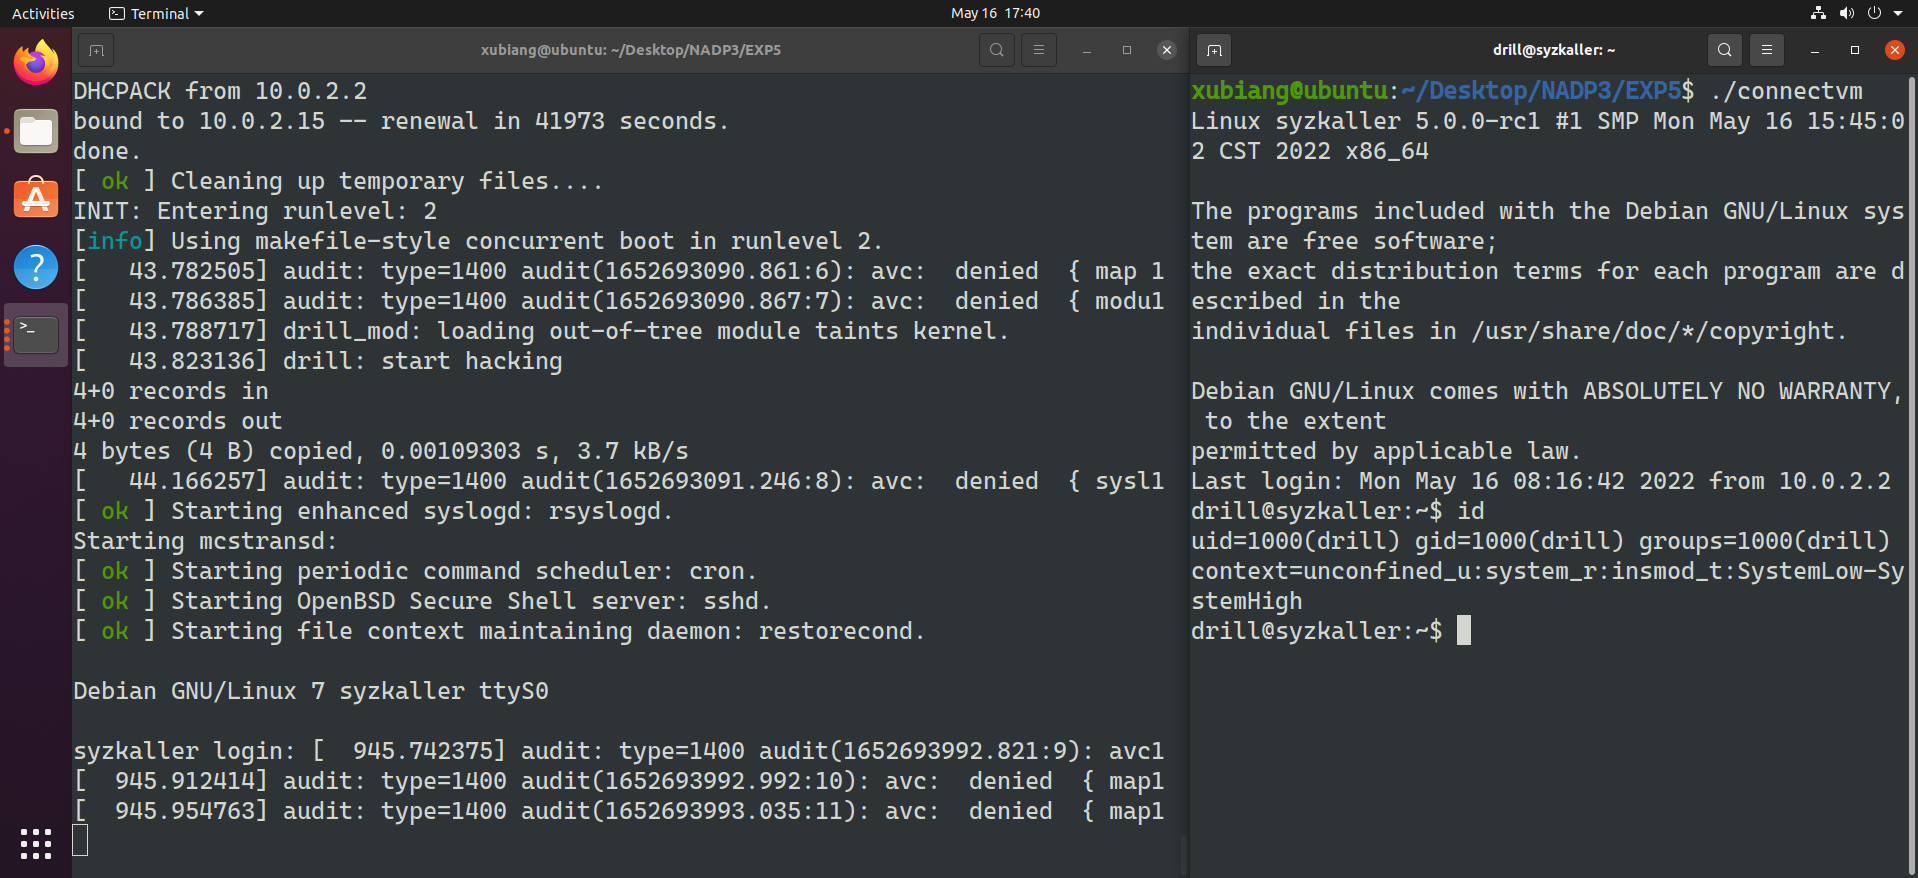 Activities
Terminal
May 16 17:40
xubiang@ubuntu: ~/Desktop/NADP3/EXP5
DHCPACK from 10.0.2.2
bound to 10.0.2.15 -- renewal in 41973 seconds.
done.
[ ok ] Cleaning up temporary files....
INIT: Entering runlevel: 2
[info] Using makefile-style concurrent boot in runlevel 2.
[   43.782505] audit: type=1400 audit(1652693090.861:6): avc:  denied  { map 1
[   43.786385] audit: type=1400 audit(1652693090.867:7): avc:  denied  { modu1
[   43.788717] drill_mod: loading out-of-tree module taints kernel.
[   43.823136] drill: start hacking
4+0 records in
4+0 records out
4 bytes (4 B) copied, 0.00109303 s, 3.7 kB/s
[   44.166257] audit: type=1400 audit(1652693091.246:8): avc:  denied  { sysl1
[ ok ] Starting enhanced syslogd: rsyslogd.
Starting mcstransd:
[ ok ] Starting periodic command scheduler: cron.
[ ok ] Starting OpenBSD Secure Shell server: sshd.
[ ok ] Starting file context maintaining daemon: restorecond.
Debian GNU/Linux 7 syzkaller ttyS0
syzkaller login: [  945.742375] audit: type=1400 audit(1652693992.821:9): avc1
[  945.912414] audit: type=1400 audit(1652693992.992:10): avc:  denied  { map1
[  945.954763] audit: type=1400 audit(1652693993.035:11): avc:  denied  { map1
drill@syzkaller: ~
xubiang@ubuntu:~/Desktop/NADP3/EXP5$ ./connectvm
Linux syzkaller 5.0.0-rc1 #1 SMP Mon May 16 15:45:0
2 CST 2022 x86_64
The programs included with the Debian GNU/Linux sys
tem are free software;
the exact distribution terms for each program are d
escribed in the
individual files in /usr/share/doc/*/copyright.
Debian GNU/Linux comes with ABSOLUTELY NO WARRANTY,
 to the extent
permitted by applicable law.
Last login: Mon May 16 08:16:42 2022 from 10.0.2.2
drill@syzkaller:~$ id
uid=1000(drill) gid=1000(drill) groups=1000(drill)
context=unconfined_u:system_r:insmod_t:SystemLow-Sy
stemHigh
drill@syzkaller:~$